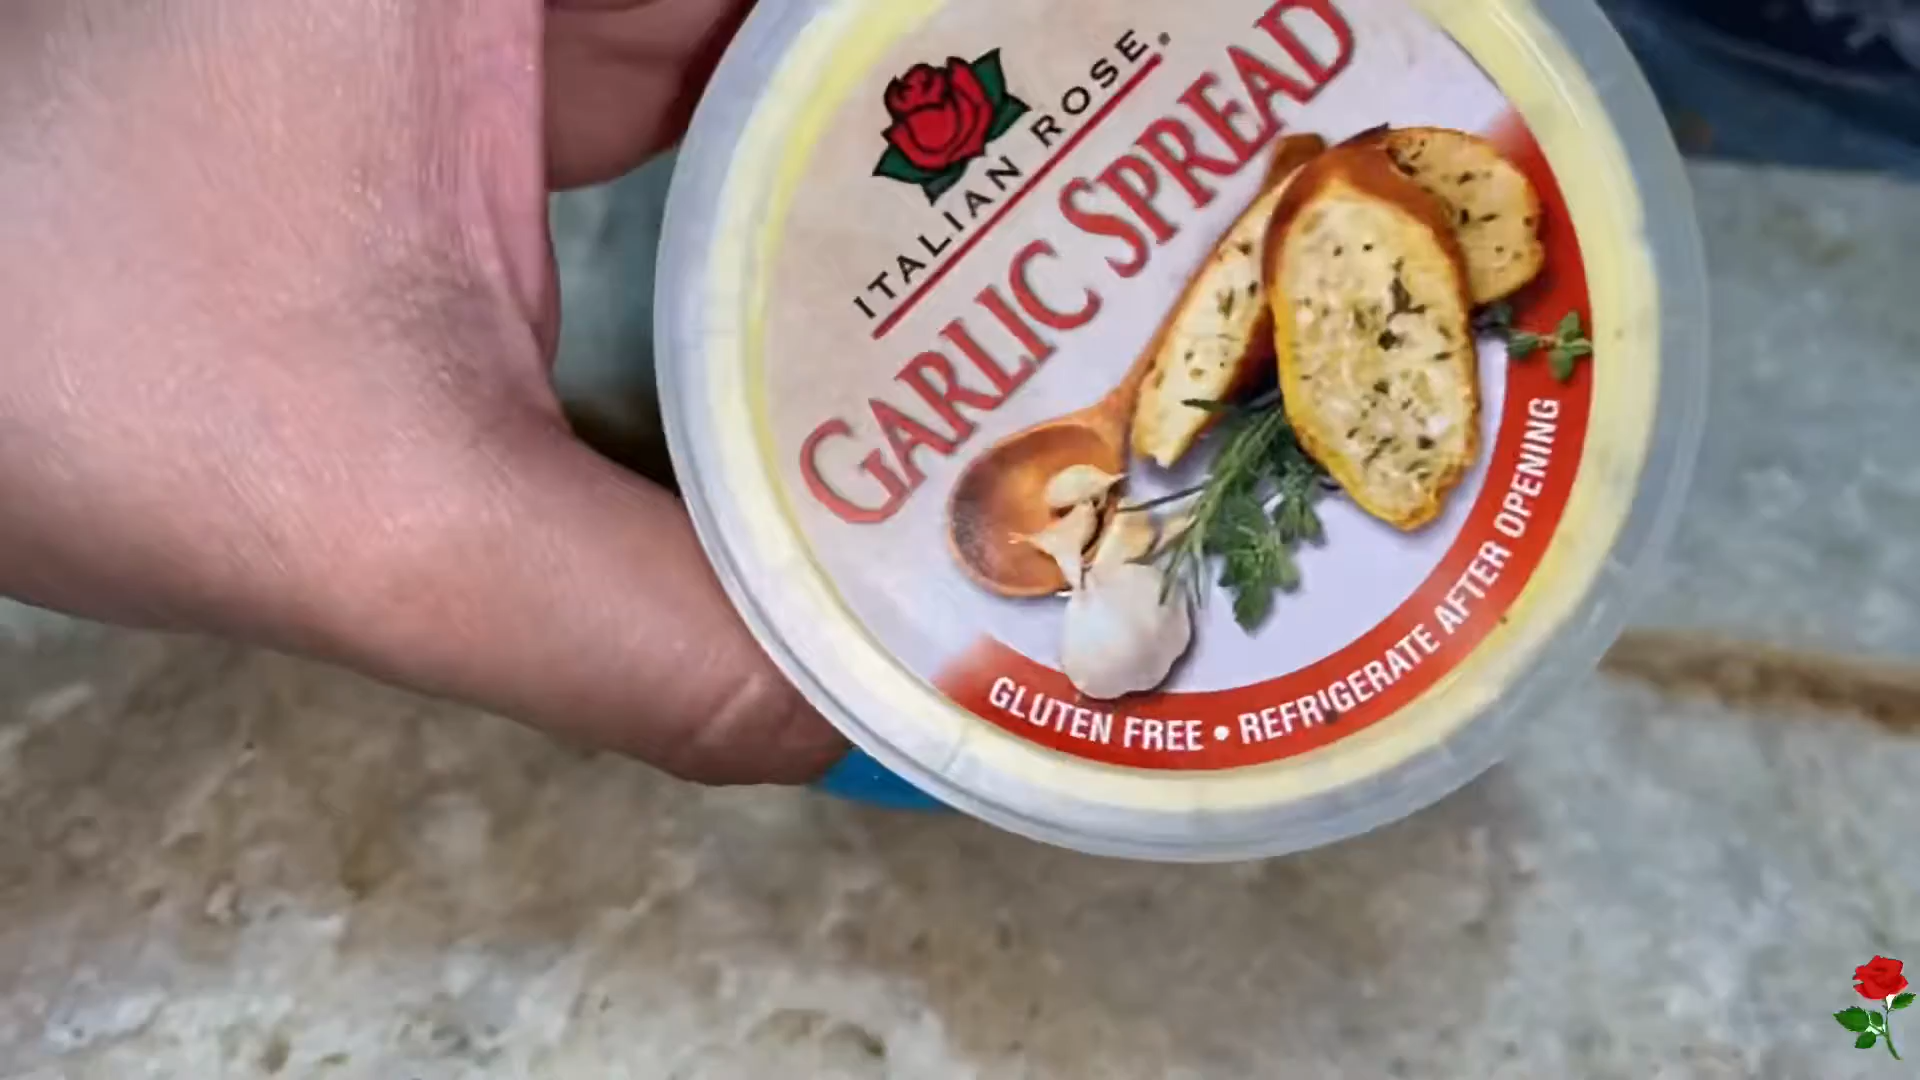 ITALIAN ROSE
GARLIC SPREAD
GLUTEN FREE • REFRIGERATE AFTER OPENING